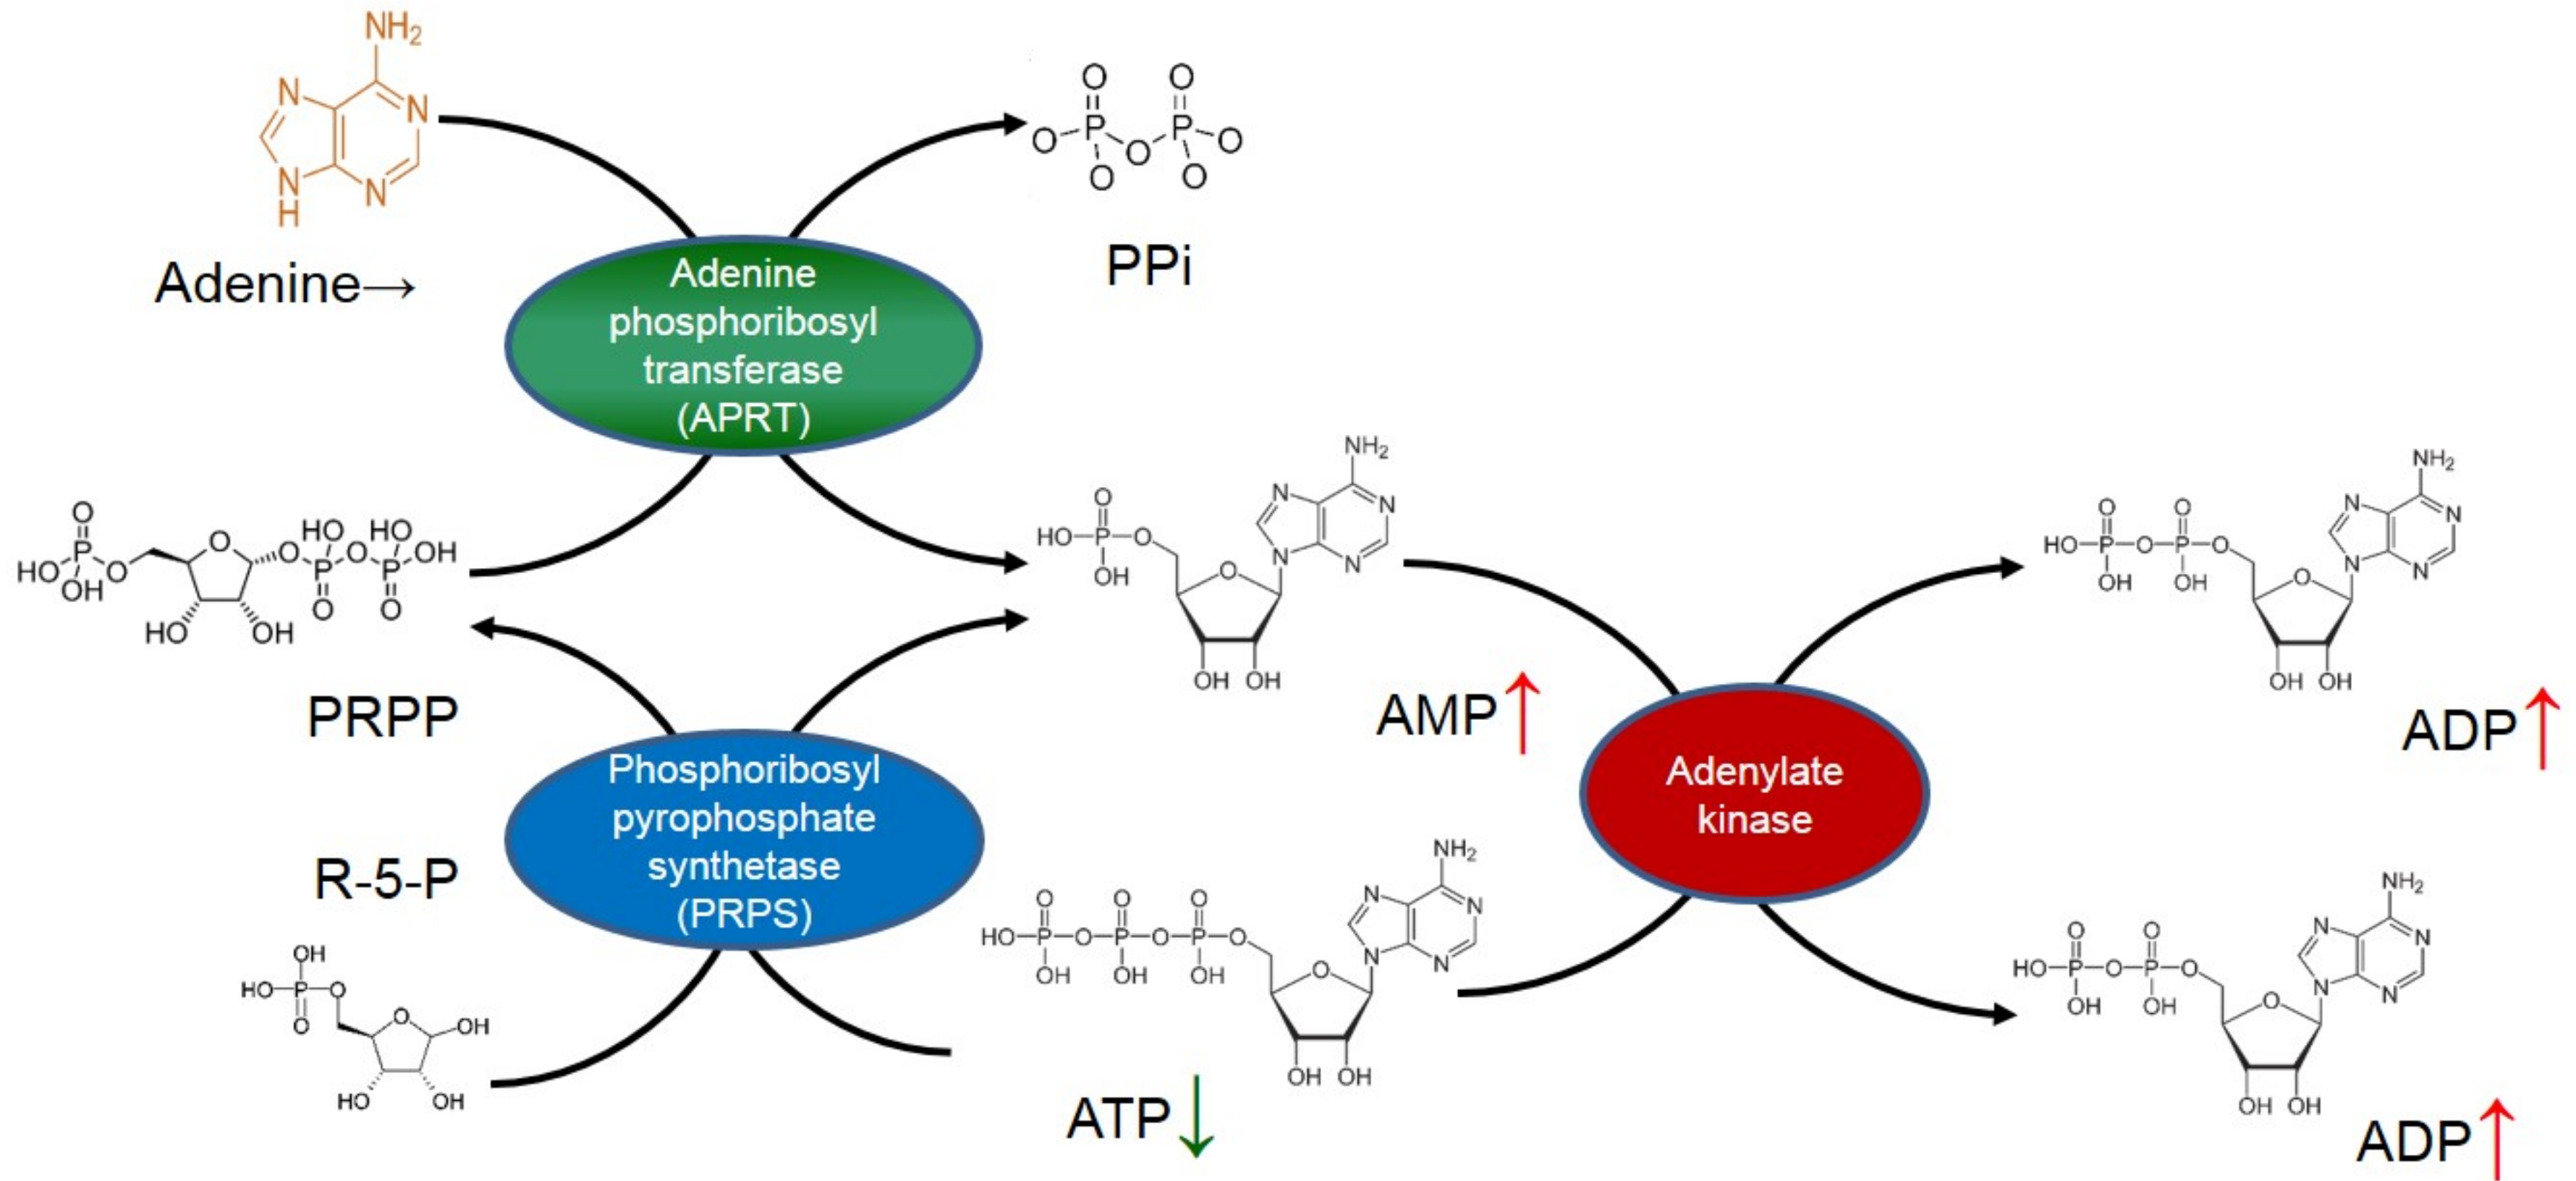 NH2
N
N
N
H
N
Adenine→
O O
P P
O O O
O O
PPi
Adenine
phosphoribosyl
transferase
(APRT)
O
HO P O
OH
O
HO HO
O P O P OH
O O
HO OH
PRPP
NH2
N
N
N
N
O
HO P O
OH
O
OH OH
AMP↑
NH2
N
N
N
N
O O
HO P O P O
OH OH
O
OH OH
ADP↑
Phosphoribosyl
pyrophosphate
synthetase
(PRPS)
R-5-P
OH
HO P O
O
O OH
HO OH
Adenylate
kinase
NH2
N
N
N
N
O O O
HO P O P O P O
OH OH OH
O
OH OH
ATP↓
NH2
N
N
N
N
O O
HO P O P O
OH OH
O
OH OH
ADP↑